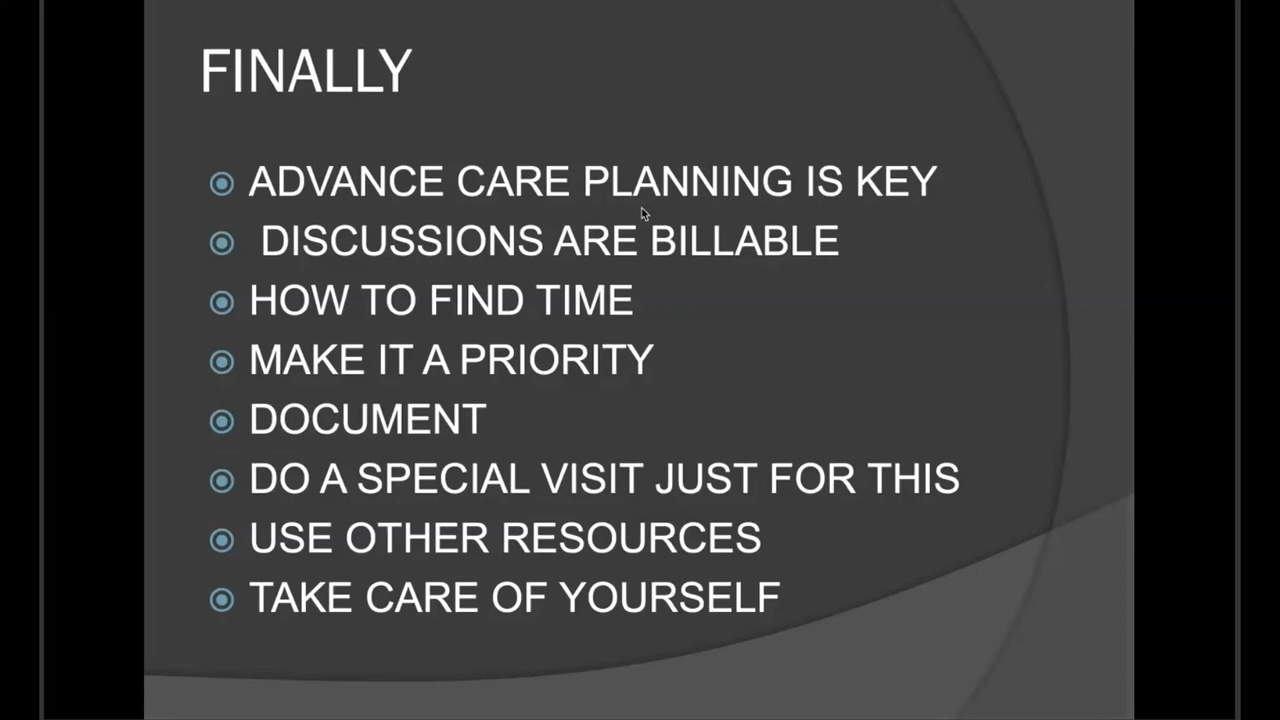 FINALLY
ADVANCE CARE PLANNING IS KEY
DISCUSSIONS ARE BILLABLE
HOW TO FIND TIME
MAKE IT A PRIORITY
DOCUMENT
DO A SPECIAL VISIT JUST FOR THIS
USE OTHER RESOURCES
TAKE CARE OF YOURSELF